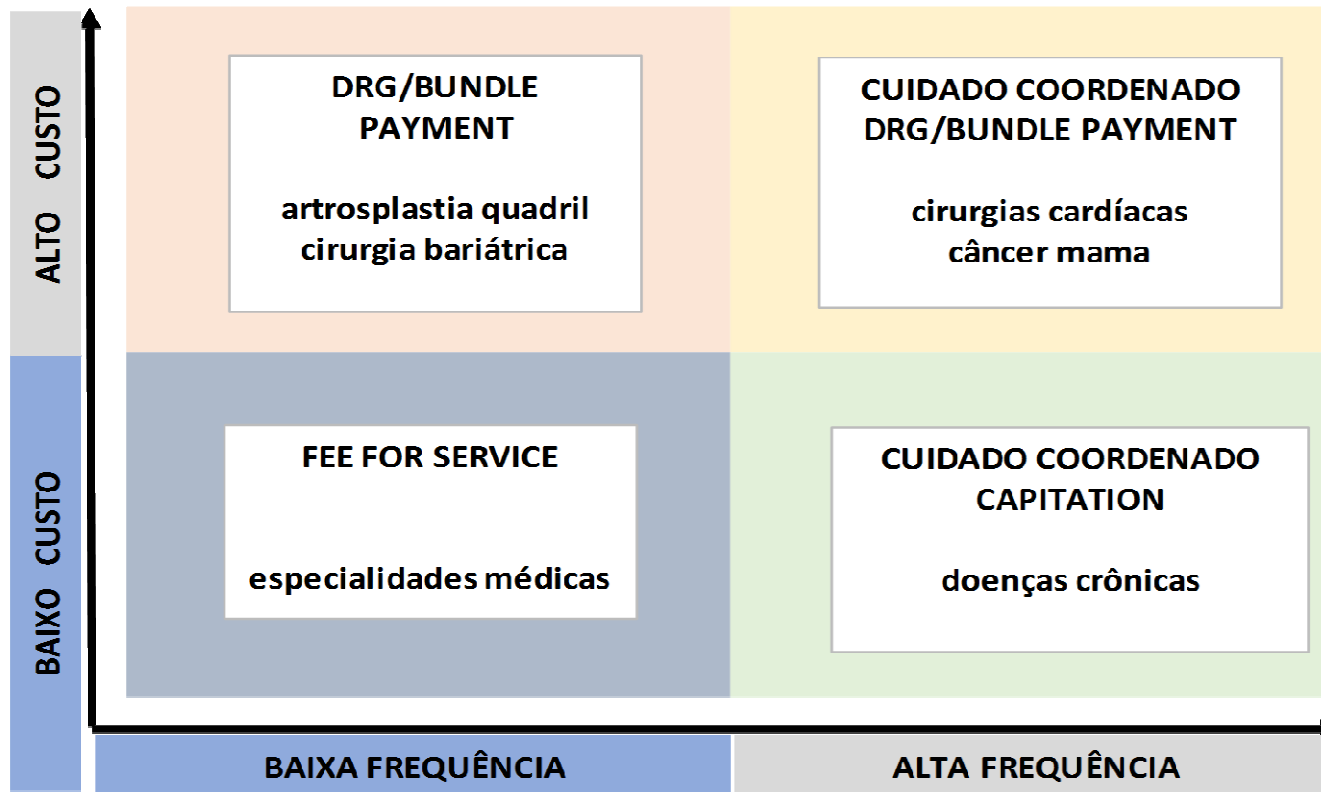 ALTO CUSTO
DRG/BUNDLE
PAYMENT
artrosplastia quadril
cirurgia bariátrica
CUIDADO COORDENADO
DRG/BUNDLE PAYMENT
cirurgias cardíacas
câncer mama
BAIXO CUSTO
FEE FOR SERVICE
especialidades médicas
CUIDADO COORDENADO
CAPITATION
doenças crônicas
BAIXA FREQUÊNCIA
ALTA FREQUÊNCIA